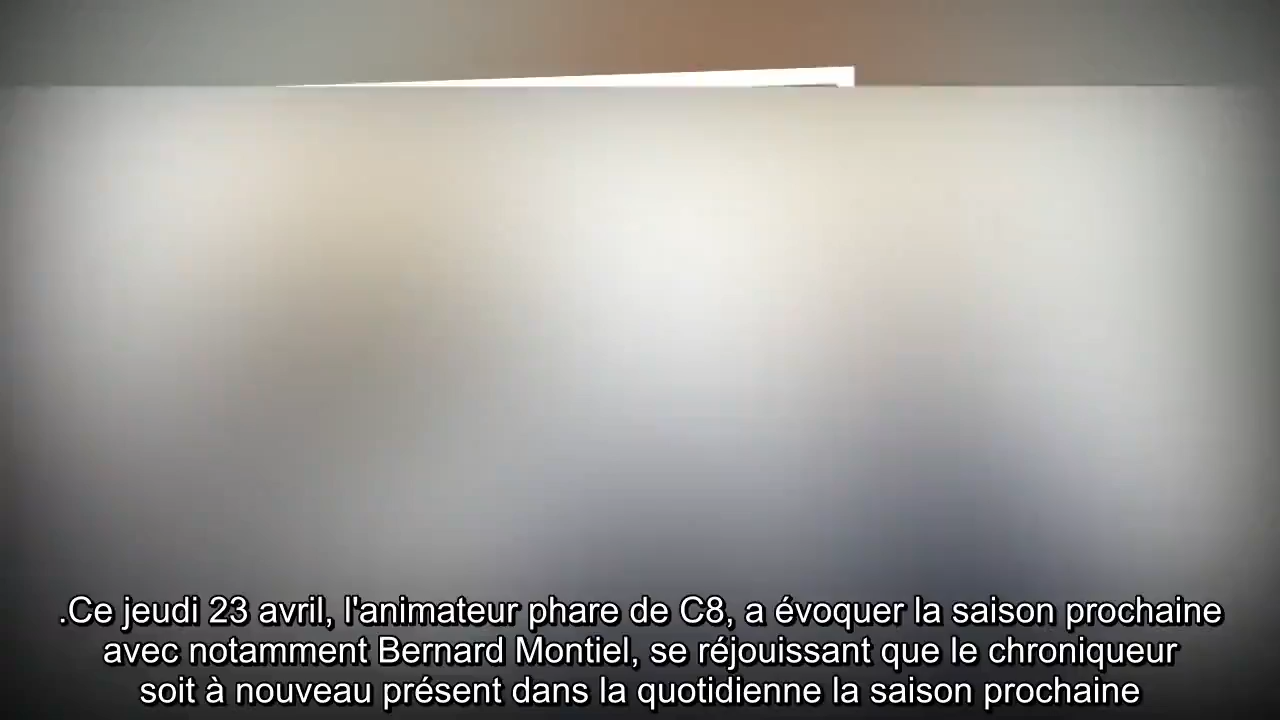 .Ce jeudi 23 avril, l'animateur phare de C8, a évoquer la saison prochaine
avec notamment Bernard Montiel, se réjouissant que le chroniqueur
soit à nouveau présent dans la quotidienne la saison prochaine